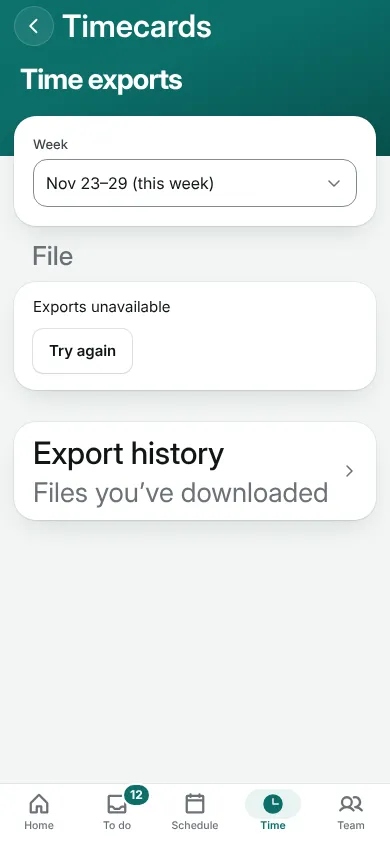 Timecards
Time exports
Week
Nov 23–29 (this week)
File
Exports unavailable
Try again
Export history
Files you’ve downloaded
12
Home
To do
Schedule
Time
Team